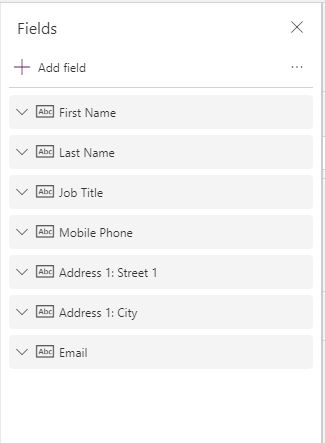 Fields
Add field
Abc First Name
Abc Last Name
Abc Job Title
Abc Mobile Phone
Abc Address 1: Street 1
Abc Address 1: City
Abc Email